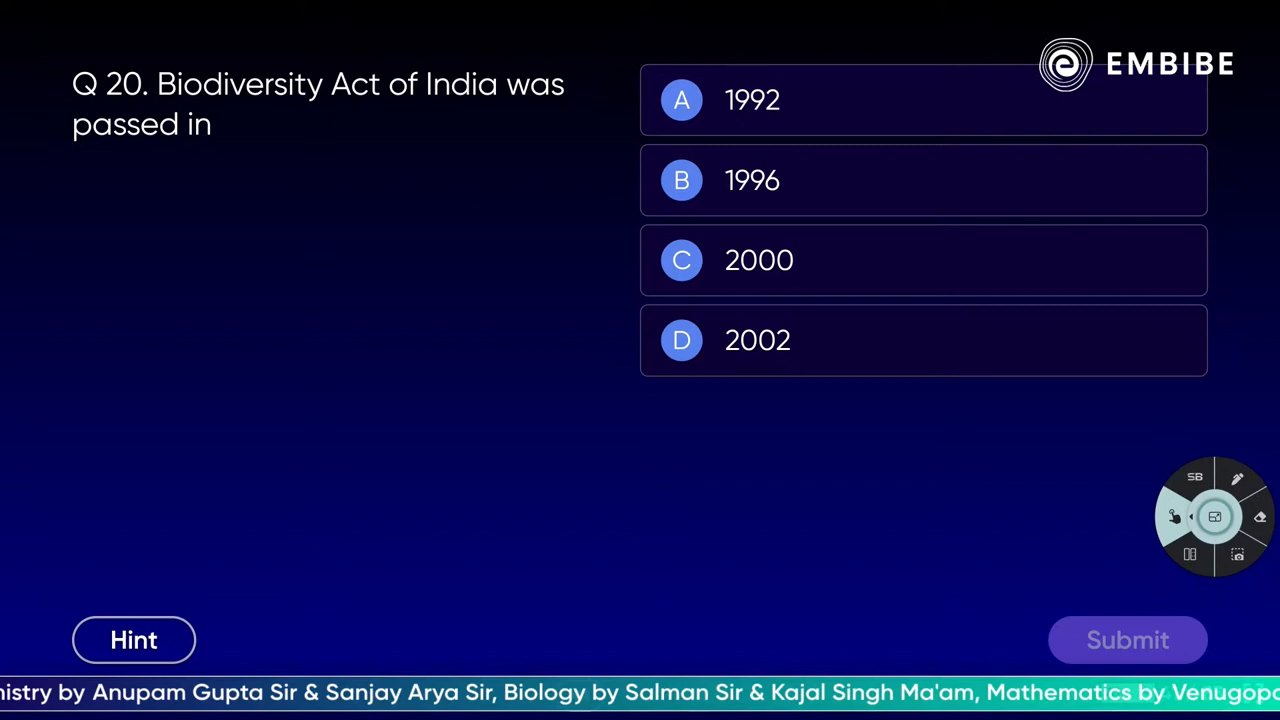 EMBIBE
Q 20. Biodiversity Act of India was
passed in
A 1992
B 1996
C 2000
D 2002
SB
Hint
Submit
nistry by Anupam Gupta Sir & Sanjay Arya Sir, Biology by Salman Sir & Kajal Singh Ma'am, Mathematics by Venugopa